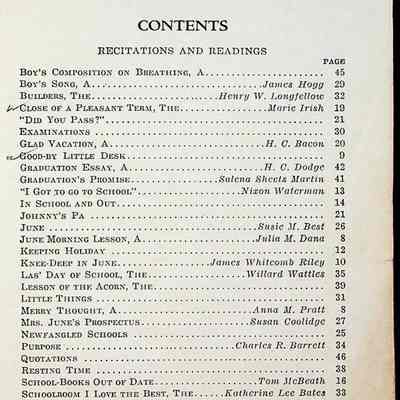 CONTENTS
RECITATIONS AND READINGS
PAGE
BOY'S COMPOSITION ON BREATHING, A 45
BOY'S SONG, A James Hogg 29
BUILDERS, THE Henry W. Longfellow 32
CLOSE OF A PLEASANT TERM, THE Marie Irish 19
"DID YOU PASS?" 21
EXAMINATIONS 30
GLAD VACATION, A H. C. Bacon 20
GOOD-BY LITTLE DESK 9
GRADUATION ESSAY, A H. C. Dodge 42
GRADUATION'S PROMISE Salena Sheets Martin 41
"I GOT TO GO TO SCHOOL" Nixon Waterman 13
IN SCHOOL AND OUT 14
JOHNNY'S PA 21
JUNE Susie M. Best 26
JUNE MORNING LESSON, A Julia M. Dana 8
KEEPING HOLIDAY 12
KNEE-DEEP IN JUNE James Whitcomb Riley 10
LAS' DAY OF SCHOOL, THE Willard Wattles 35
LESSON OF THE ACORN, THE 39
LITTLE THINGS 31
MERRY THOUGHT, A Anna M. Pratt 8
MRS. JUNE'S PROSPECTUS Susan Coolidge 27
NEWFANGLED SCHOOLS 25
PURPOSE Charles R. Barrett 34
QUOTATIONS 46
RESTING TIME 38
SCHOOL-BOOKS OUT OF DATE Tom McBeath 16
SCHOOLROOM I LOVE THE BEST, THE Katherine Lee Bates 33